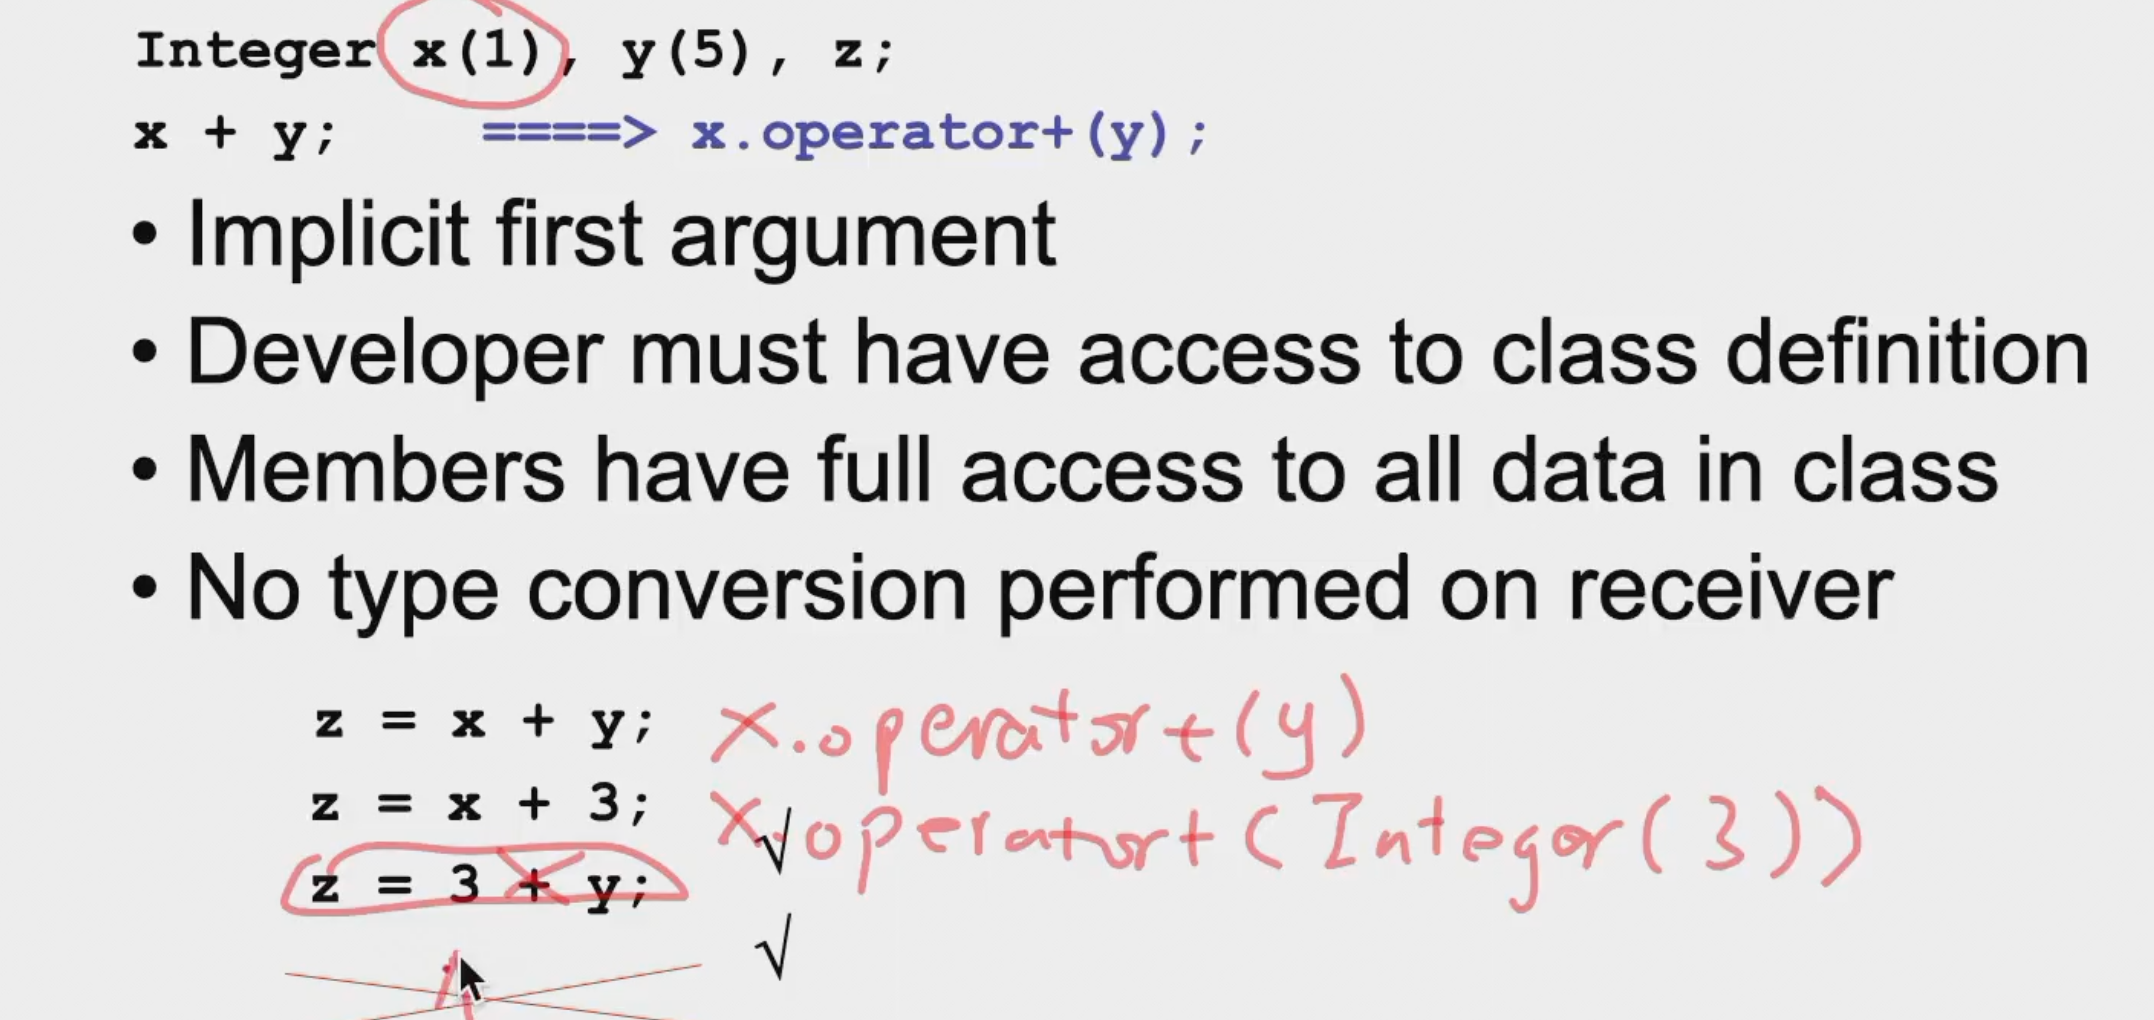 Integer x(1), y(5), z;
x + y; ====> x.operator+(y);
• Implicit first argument
• Developer must have access to class definition
• Members have full access to all data in class
• No type conversion performed on receiver
z = x + y; x.operator+(y)
z = x + 3; x.operator+(Integer(3))
√
z = 3 + y;
√